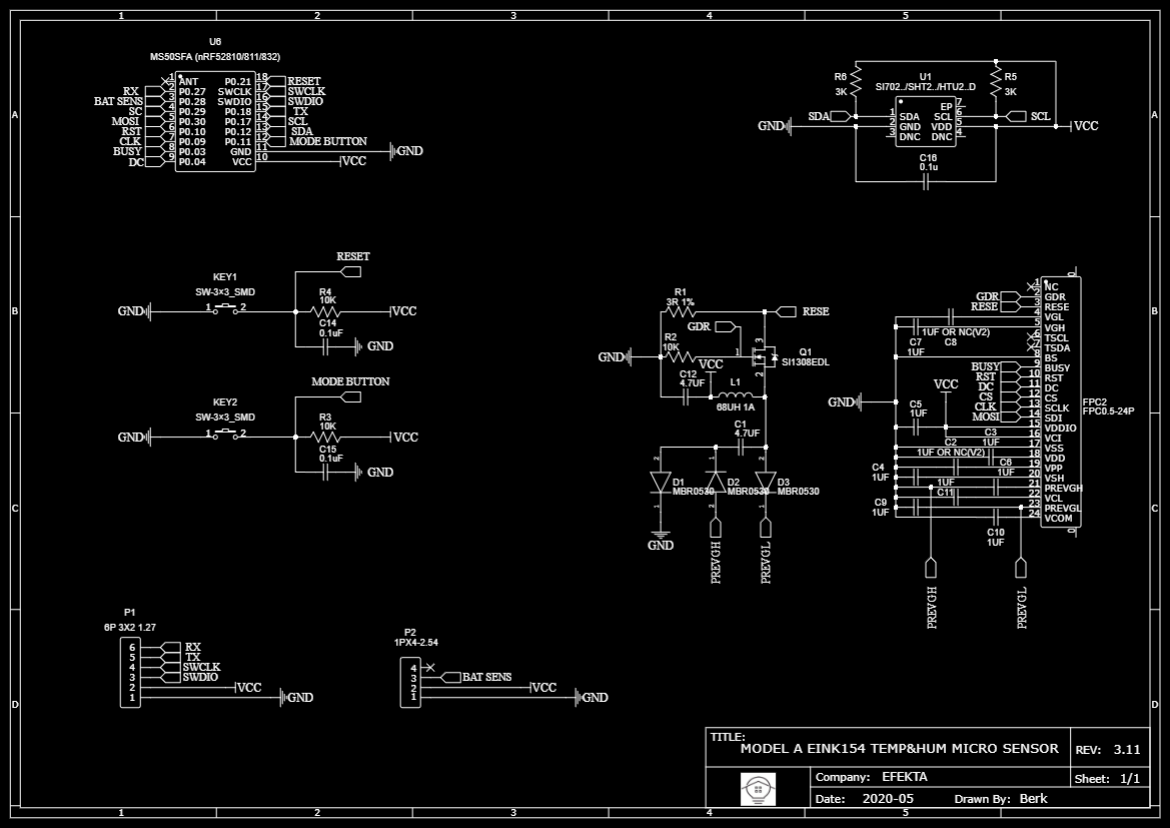 1 2 3 4 5
A
B
C
D
U6
MS50SFA (nRF52810/811/832)
1 ANT
RX 2 P0.27
BAT SENS 3 P0.28
SC 4 P0.29
MOSI 5 P0.30
RST 6 P0.10
CLK 7 P0.09
BUSY 8 P0.03
DC 9 P0.04
P0.21 18 RESET
SWCLK 17 SWCLK
SWDIO 16 SWDIO
P0.18 15 TX
P0.17 14 SCL
P0.12 13 SDA
P0.11 12 MODE BUTTON
GND 11 GND
VCC 10 VCC
R6
3K
U1
SI702../SHT2../HTU2..D
R5
3K
SDA 1 SDA
GND 2 GND
3 DNC
EP 7
SCL 6 SCL
VDD 5 VCC
DNC 4
C16
0.1u
RESET
KEY1
SW-3×3_SMD
GND 1 2
R4
10K
VCC
C14
0.1uF
GND
MODE BUTTON
KEY2
SW-3×3_SMD
GND 1 2
R3
10K
VCC
C15
0.1uF
GND
R1
3R 1%
RESE
GDR
R2
10K
GND
VCC
1
3
2
Q1
SI1308EDL
C12
4.7UF
L1
68UH 1A
C1
4.7UF
2 1 2
D1
MBR0530
D2
MBR0530
D3
MBR0530
1 2 1
GND
PREVGH
PREVGL
0
1 NC
GDR 2 GDR
RESE 3 RESE
4 VGL
5 VGH
6 TSCL
7 TSDA
8 BS
BUSY 9 BUSY
RST 10 RST
DC 11 DC
CS 12 CS
CLK 13 SCLK
MOSI 14 SDI
15 VDDIO
16 VCI
17 VSS
18 VDD
19 VPP
20 VSH
21 PREVGH
22 VCL
23 PREVGL
24 VCOM
0
FPC2
FPC0.5-24P
1UF OR NC(V2)
C7
1UF
C8
VCC
GND
C5
1UF
C3
1UF
C2
1UF OR NC(V2)
C4
1UF
C6
1UF
1UF
C11
C9
1UF
C10
1UF
PREVGH
PREVGL
P1
6P 3X2 1.27
6 RX
5 TX
4 SWCLK
3 SWDIO
2 VCC
1 GND
P2
1PX4-2.54
4
3 BAT SENS
2 VCC
1 GND
TITLE:
MODEL A EINK154 TEMP&HUM MICRO SENSOR
REV: 3.11
Company: EFEKTA
Sheet: 1/1
Date: 2020-05
Drawn By: Berk
A
B
C
D
1 2 3 4 5